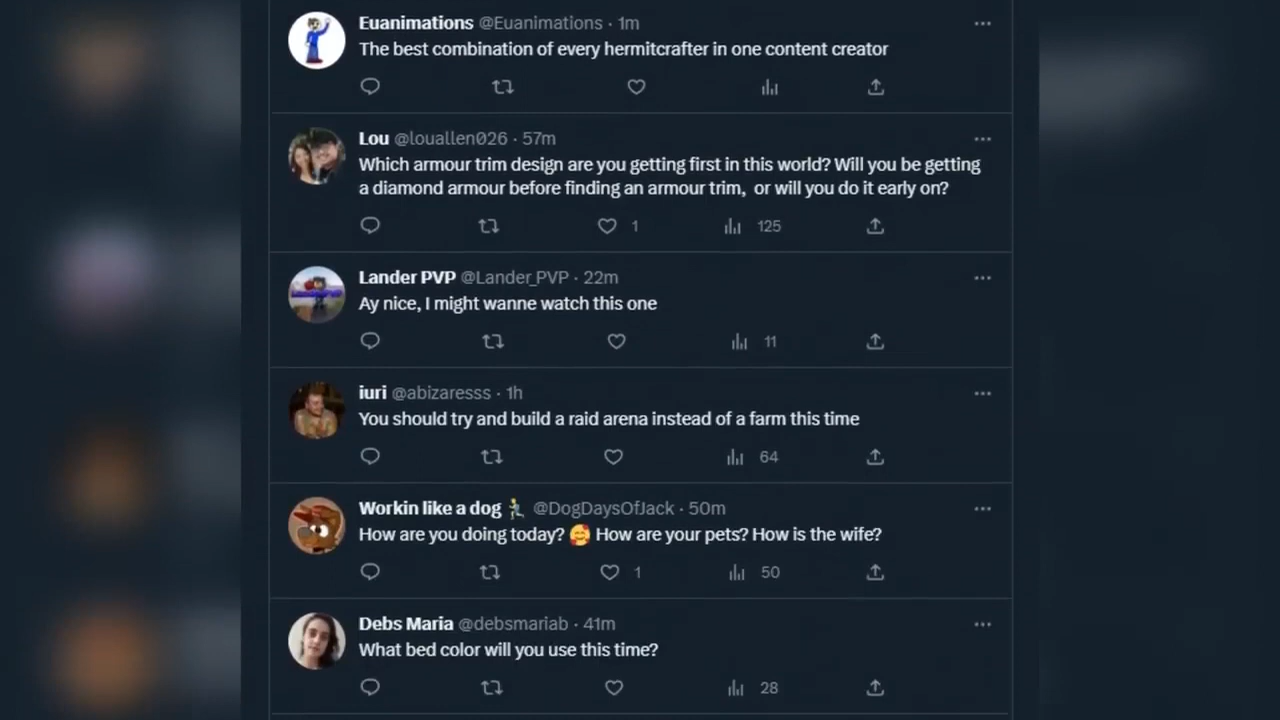 Euanimations @Euanimations · 1m
The best combination of every hermitcrafter in one content creator
Lou @louallen026 · 57m
Which armour trim design are you getting first in this world? Will you be getting
a diamond armour before finding an armour trim,  or will you do it early on?
1 125
Lander PVP @Lander_PVP · 22m
Ay nice, I might wanne watch this one
11
iuri @abizaresss · 1h
You should try and build a raid arena instead of a farm this time
64
Workin like a dog @DogDaysOfJack · 50m
How are you doing today? 🥰 How are your pets? How is the wife?
1 50
Debs Maria @debsmariab · 41m
What bed color will you use this time?
28